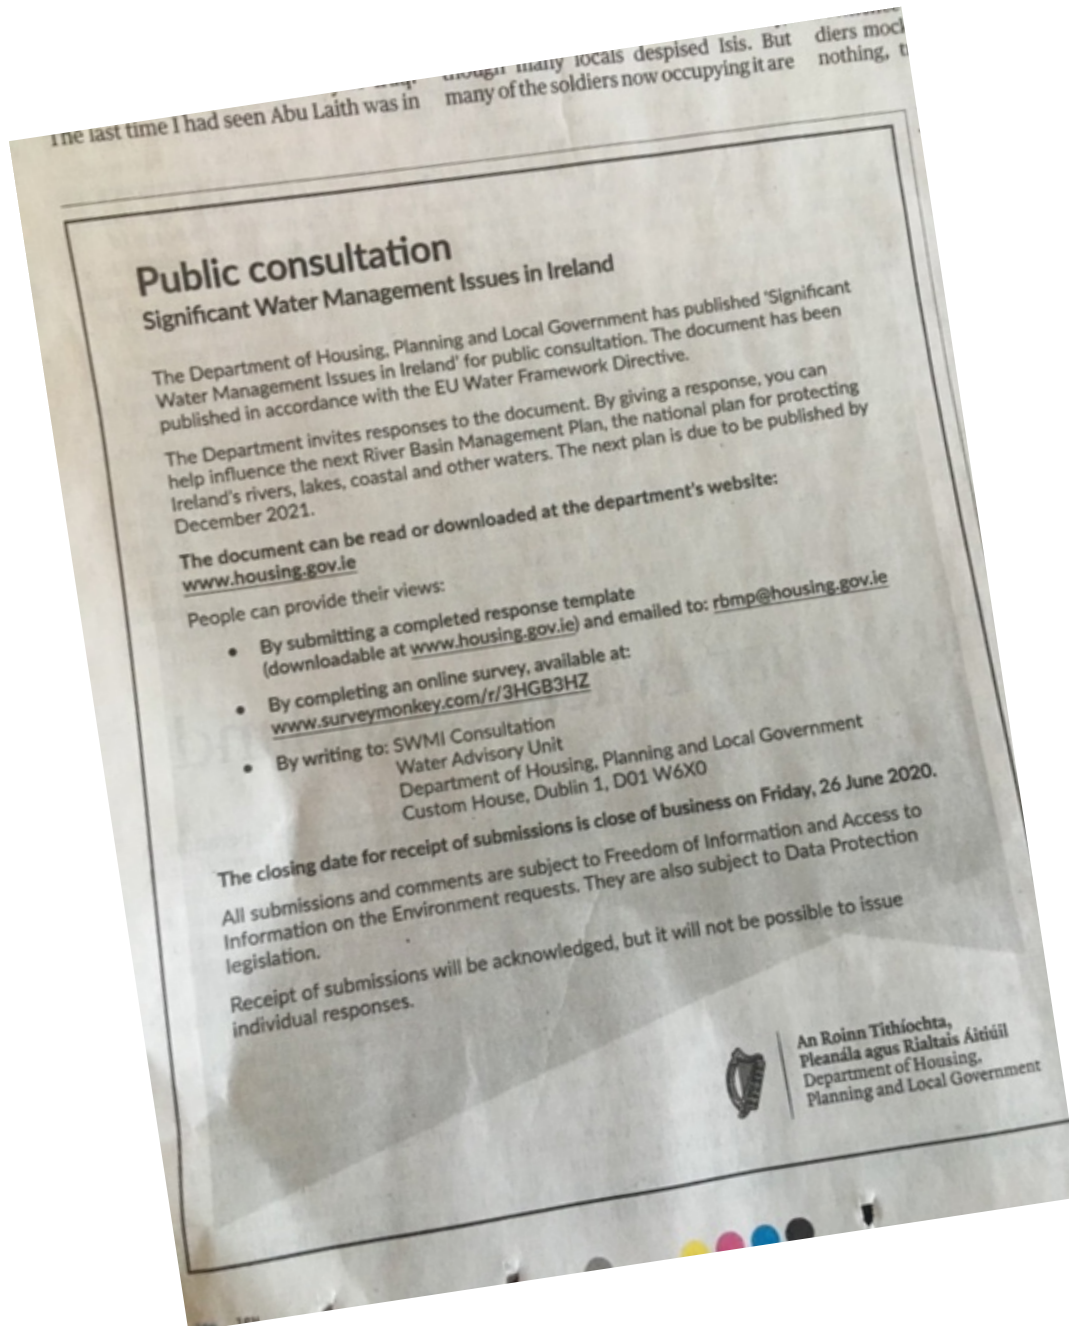 The last time I had seen Abu Laith was in
though many locals despised Isis. But
many of the soldiers now occupying it are
nothing,
Public consultation
Significant Water Management Issues in Ireland
The Department of Housing, Planning and Local Government has published 'Significant
Water Management Issues in Ireland' for public consultation. The document has been
published in accordance with the EU Water Framework Directive.
The Department invites responses to the document. By giving a response, you can
help influence the next River Basin Management Plan, the national plan for protecting
Ireland's rivers, lakes, coastal and other waters. The next plan is due to be published by
December 2021.
The document can be read or downloaded at the department's website:
www.housing.gov.ie
People can provide their views:
• By submitting a completed response template
(downloadable at www.housing.gov.ie) and emailed to: rbmp@housing.gov.ie
• By completing an online survey, available at:
www.surveymonkey.com/r/3HGB3HZ
• By writing to: SWMI Consultation
Water Advisory Unit
Department of Housing, Planning and Local Government
Custom House, Dublin 1, D01 W6X0
The closing date for receipt of submissions is close of business on Friday, 26 June 2020.
All submissions and comments are subject to Freedom of Information and Access to
Information on the Environment requests. They are also subject to Data Protection
legislation.
Receipt of submissions will be acknowledged, but it will not be possible to issue
individual responses.
An Roinn Tithíochta,
Pleanála agus Rialtais Áitiúil
Department of Housing,
Planning and Local Government